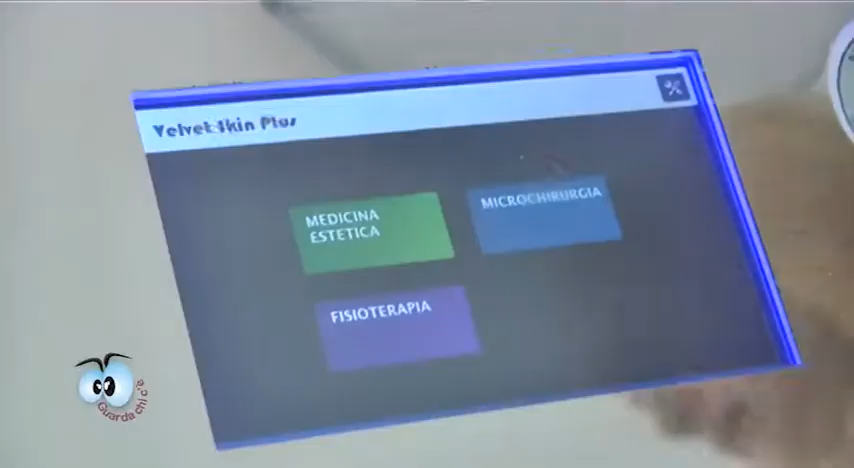 Velvet Skin Plus
MEDICINA
ESTETICA
MICROCHIRURGIA
FISIOTERAPIA
Guarda chi c'è